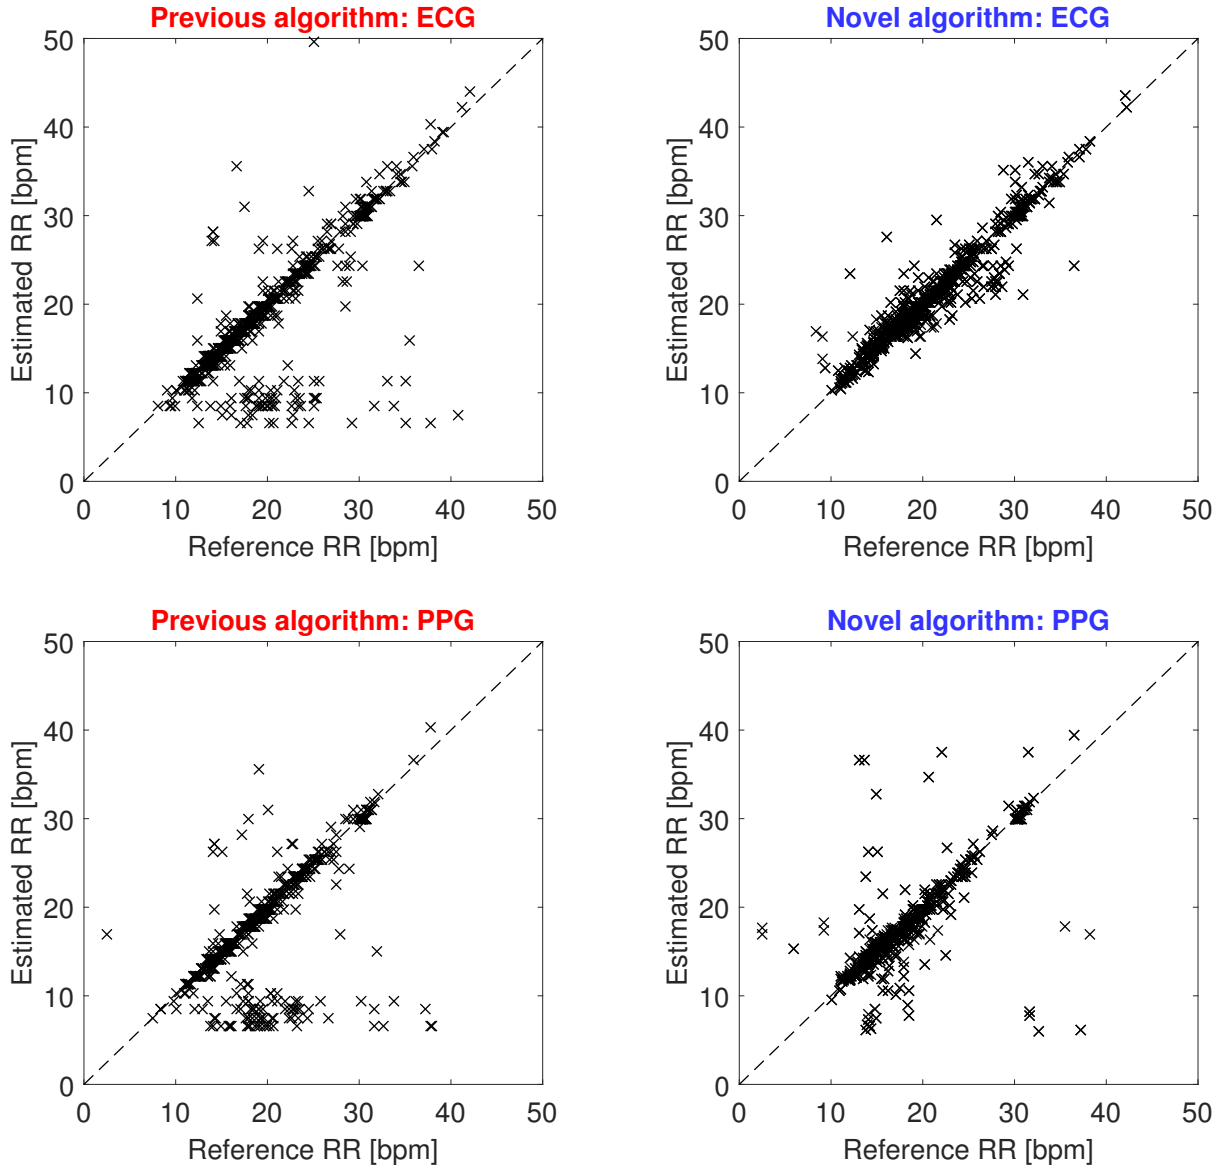 Previous algorithm: ECG
50
40
30
20
10
0
Estimated RR [bpm]
0 10 20 30 40 50
Reference RR [bpm]
Novel algorithm: ECG
50
40
30
20
10
0
Estimated RR [bpm]
0 10 20 30 40 50
Reference RR [bpm]
Previous algorithm: PPG
50
40
30
20
10
0
Estimated RR [bpm]
0 10 20 30 40 50
Reference RR [bpm]
Novel algorithm: PPG
50
40
30
20
10
0
Estimated RR [bpm]
0 10 20 30 40 50
Reference RR [bpm]